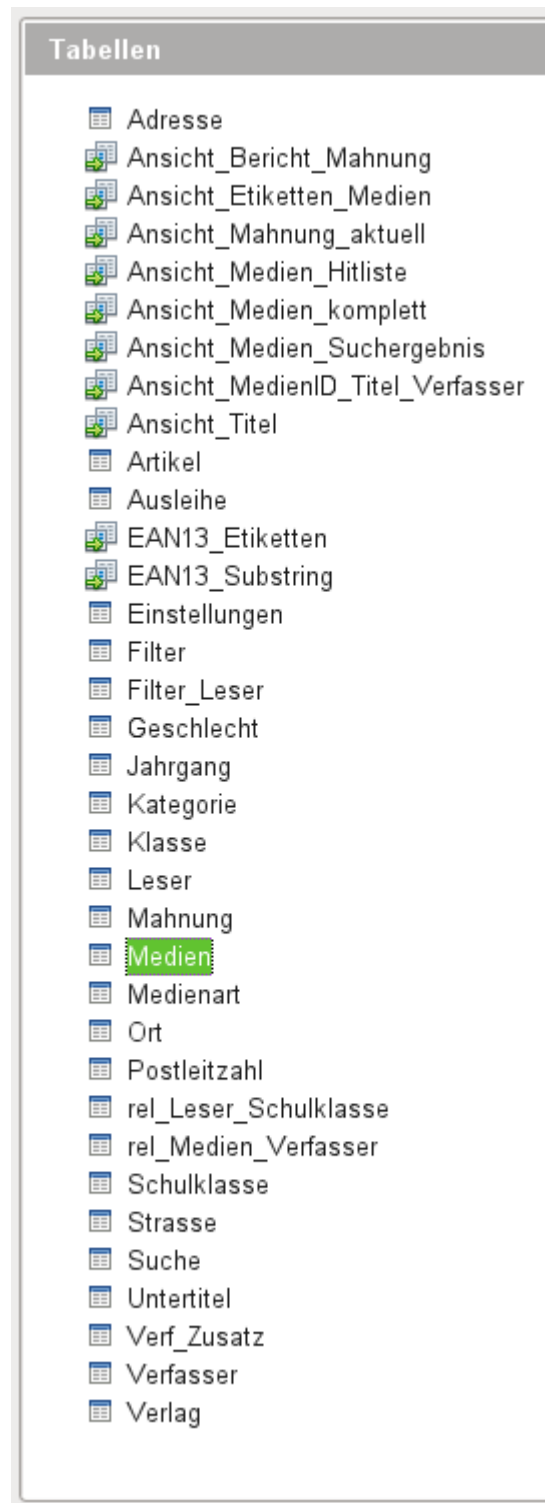 Tabellen
Adresse
Ansicht_Bericht_Mahnung
Ansicht_Etiketten_Medien
Ansicht_Mahnung_aktuell
Ansicht_Medien_Hitliste
Ansicht_Medien_komplett
Ansicht_Medien_Suchergebnis
Ansicht_MedienID_Titel_Verfasser
Ansicht_Titel
Artikel
Ausleihe
EAN13_Etiketten
EAN13_Substring
Einstellungen
Filter
Filter_Leser
Geschlecht
Jahrgang
Kategorie
Klasse
Leser
Mahnung
Medien
Medienart
Ort
Postleitzahl
rel_Leser_Schulklasse
rel_Medien_Verfasser
Schulklasse
Strasse
Suche
Untertitel
Verf_Zusatz
Verfasser
Verlag